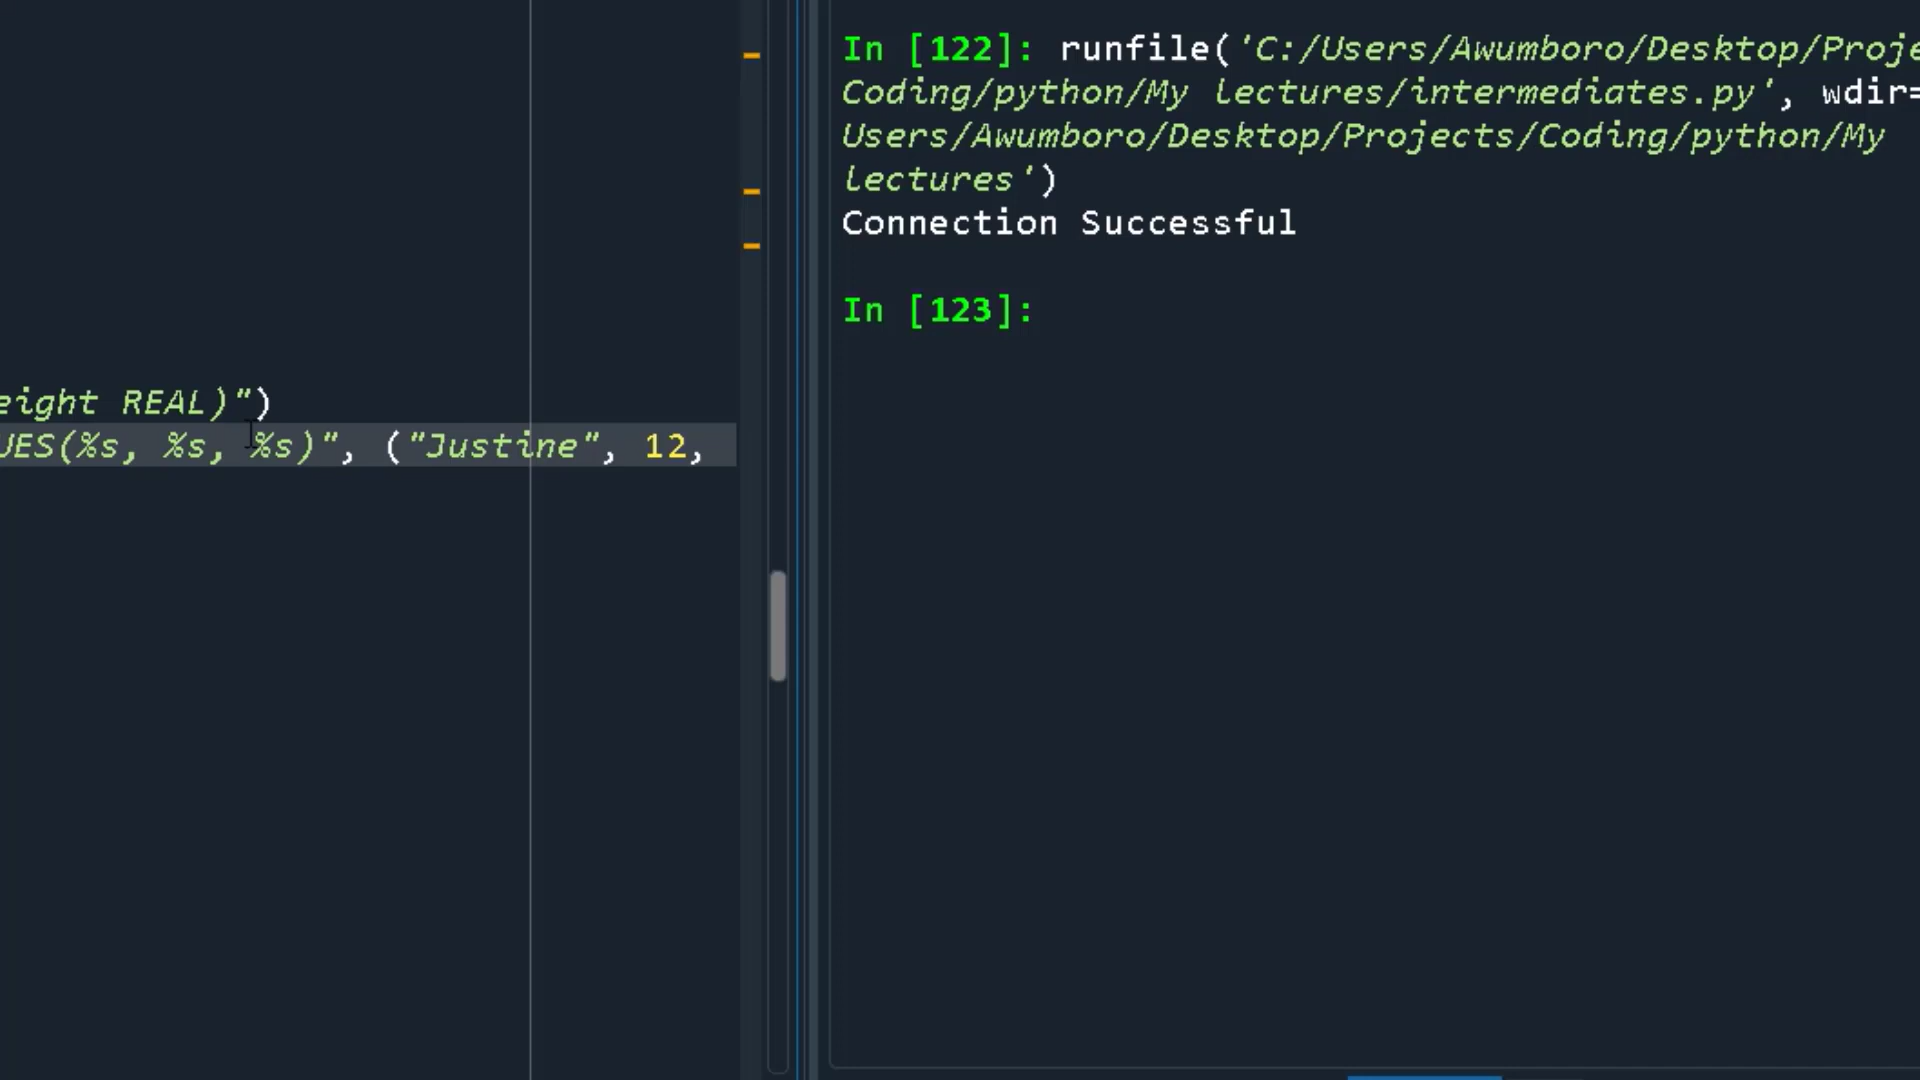 eight REAL)")
UES(%s, %s, %s)", ("Justine", 12,
In [122]: runfile('C:/Users/Awumboro/Desktop/Proje
Coding/python/My lectures/intermediates.py', wdir=
Users/Awumboro/Desktop/Projects/Coding/python/My
lectures')
Connection Successful
In [123]: